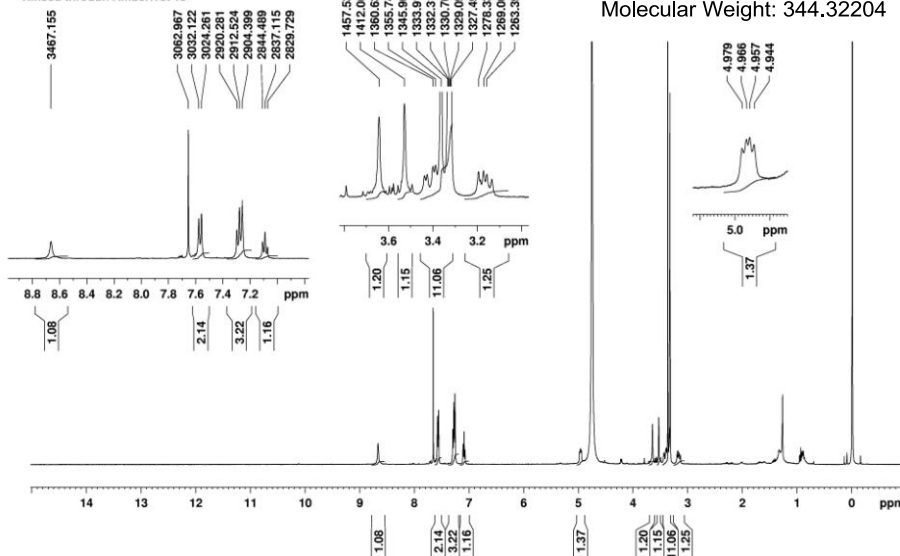 Molecular Weight: 344.32204
3467.155
3062.967
3032.122
3024.261
2920.281
2912.524
2904.399
2844.489
2837.115
2829.729
4.979
4.966
4.957
4.944
3.6 3.4 3.2 ppm
5.0 ppm
1.20 1.15 11.06 1.25
1.37
8.8 8.6 8.4 8.2 8.0 7.8 7.6 7.4 7.2 ppm
1.08 2.14 3.22 1.16
14 13 12 11 10 9 8 7 6 5 4 3 2 1 0
1.08 2.14 3.22 1.16 1.37 1.20 1.15 11.06 1.25